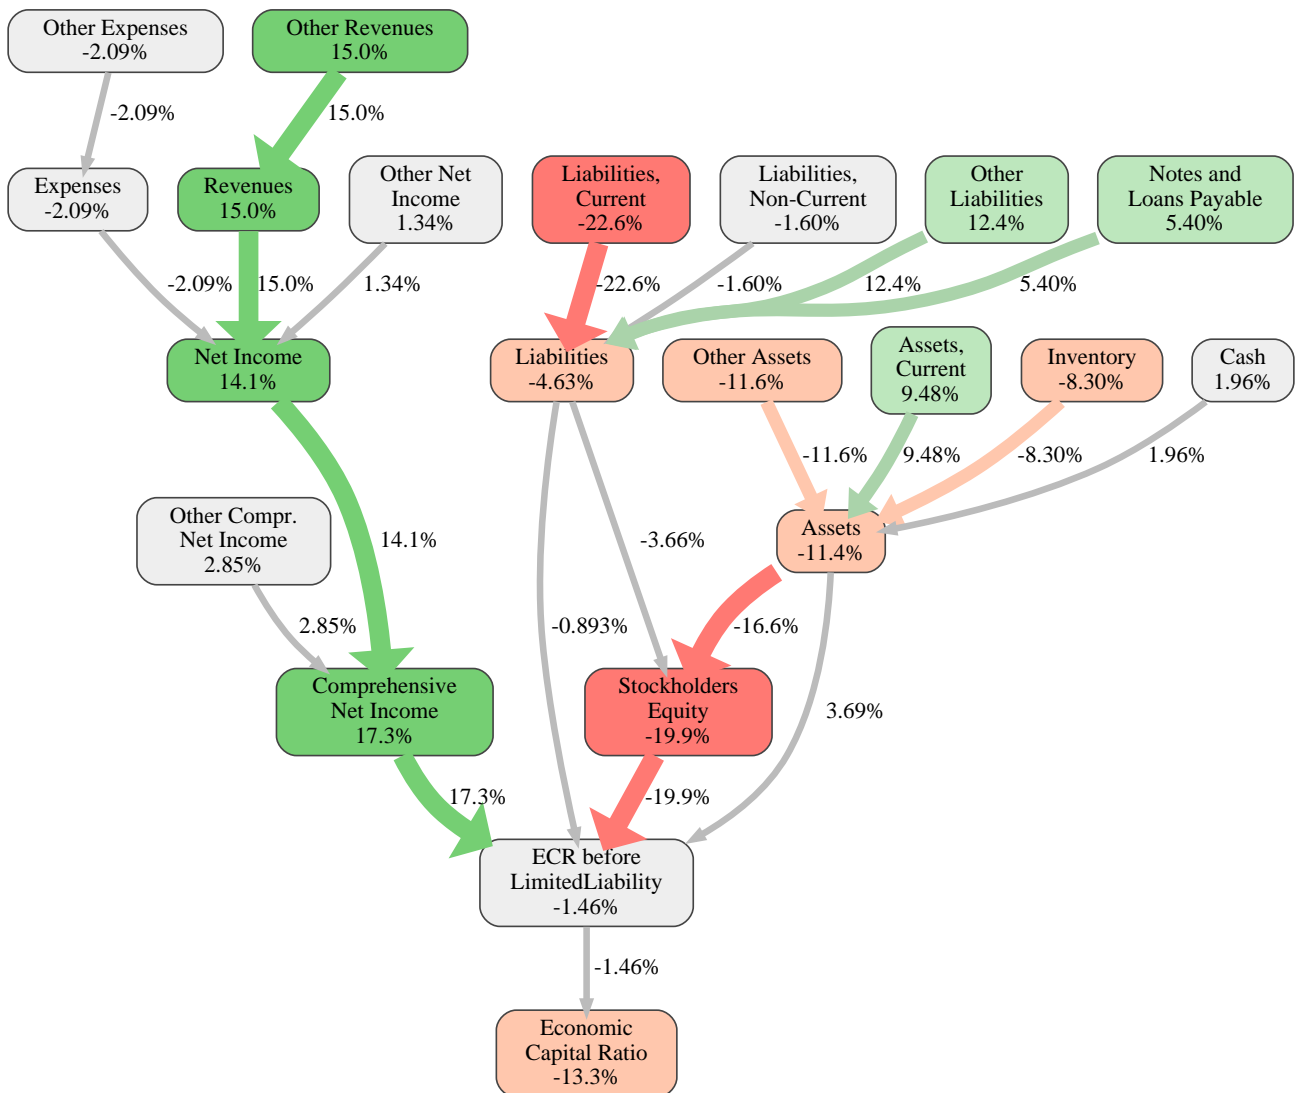 Other Expenses
-2.09%
Other Revenues
15.0%
-2.09%
15.0%
Expenses
-2.09%
Revenues
15.0%
Other Net
Income
1.34%
Liabilities,
Current
-22.6%
Liabilities,
Non-Current
-1.60%
Other
Liabilities
12.4%
Notes and
Loans Payable
5.40%
-2.09%
15.0%
1.34%
-22.6%
-1.60%
12.4%
5.40%
Net Income
14.1%
Liabilities
-4.63%
Other Assets
-11.6%
Assets,
Current
9.48%
Inventory
-8.30%
Cash
1.96%
-11.6%
9.48%
-8.30%
1.96%
Other Compr.
Net Income
2.85%
14.1%
-3.66%
Assets
-11.4%
2.85%
-0.893%
-16.6%
Comprehensive
Net Income
17.3%
Stockholders
Equity
-19.9%
3.69%
17.3%
-19.9%
ECR before
LimitedLiability
-1.46%
-1.46%
Economic
Capital Ratio
-13.3%